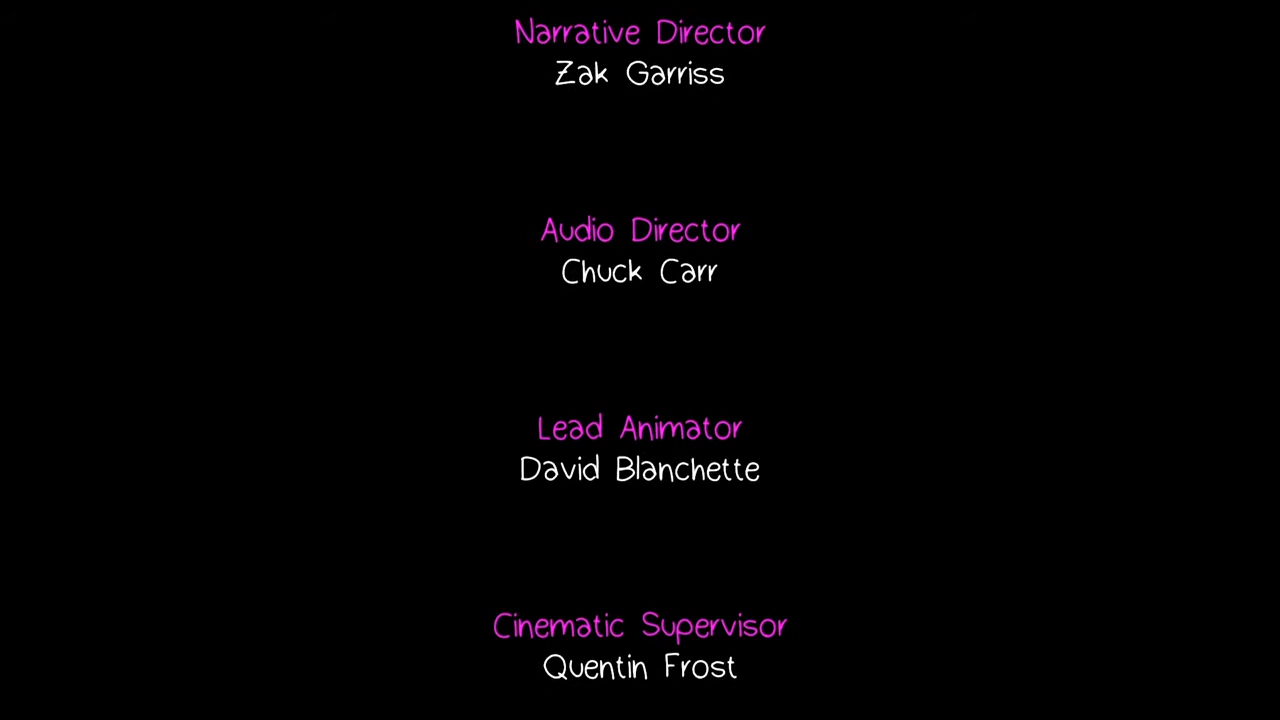 Narrative Director
Zak Garriss
Audio Director
Chuck Carr
Lead Animator
David Blanchette
Cinematic Supervisor
Quentin Frost